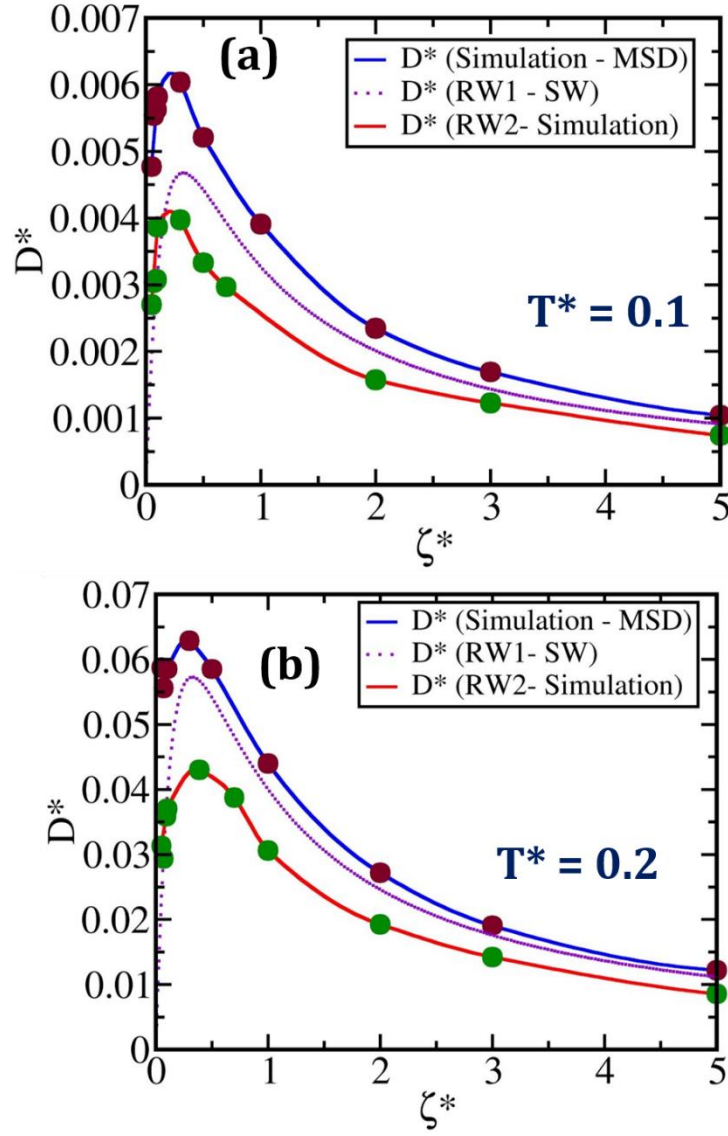 0.007
(a)
D* (Simulation - MSD)
D* (RW1 - SW)
D* (RW2- Simulation)
0.006
0.005
0.004
0.003
0.002
0.001
0
D*
T* = 0.1
0 1 2 3 4 5
ζ*
0.07
(b)
D* (Simulation - MSD)
D* (RW1- SW)
D* (RW2- Simulation)
0.06
0.05
0.04
0.03
0.02
0.01
0
D*
T* = 0.2
0 1 2 3 4 5
ζ*